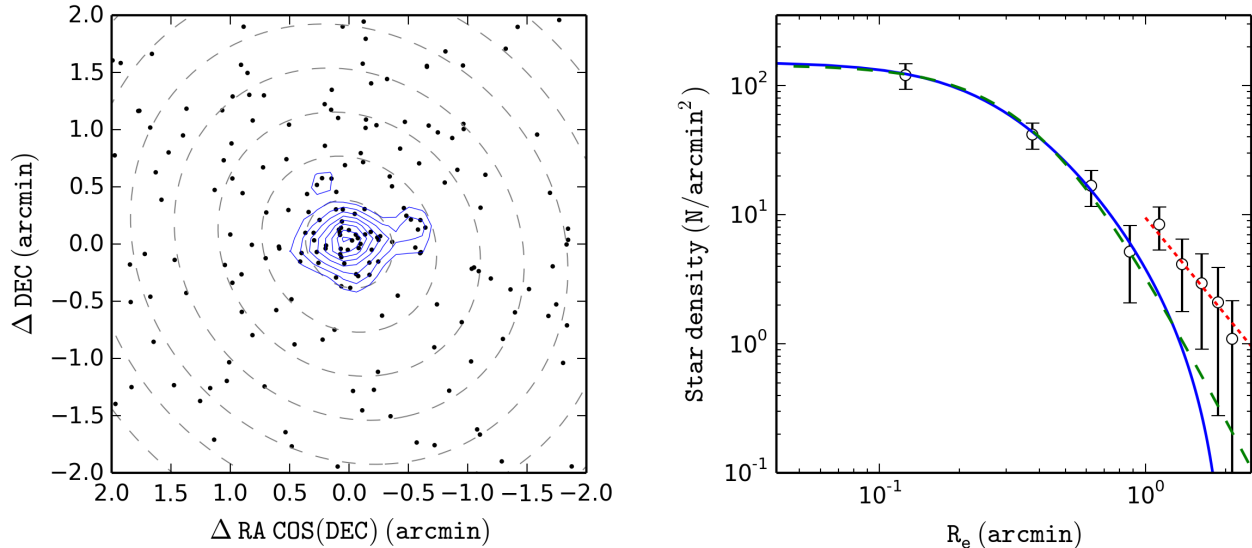 2.0
1.5
1.0
0.5
0.0
−0.5
−1.0
−1.5
−2.0
2.0 1.5 1.0 0.5 0.0 −0.5 −1.0 −1.5 −2.0
Δ DEC (arcmin)
Δ RA COS(DEC) (arcmin)
10²
10¹
10⁰
10⁻¹
10⁻¹ 10⁰
Star density (N/arcmin²)
Rₑ (arcmin)